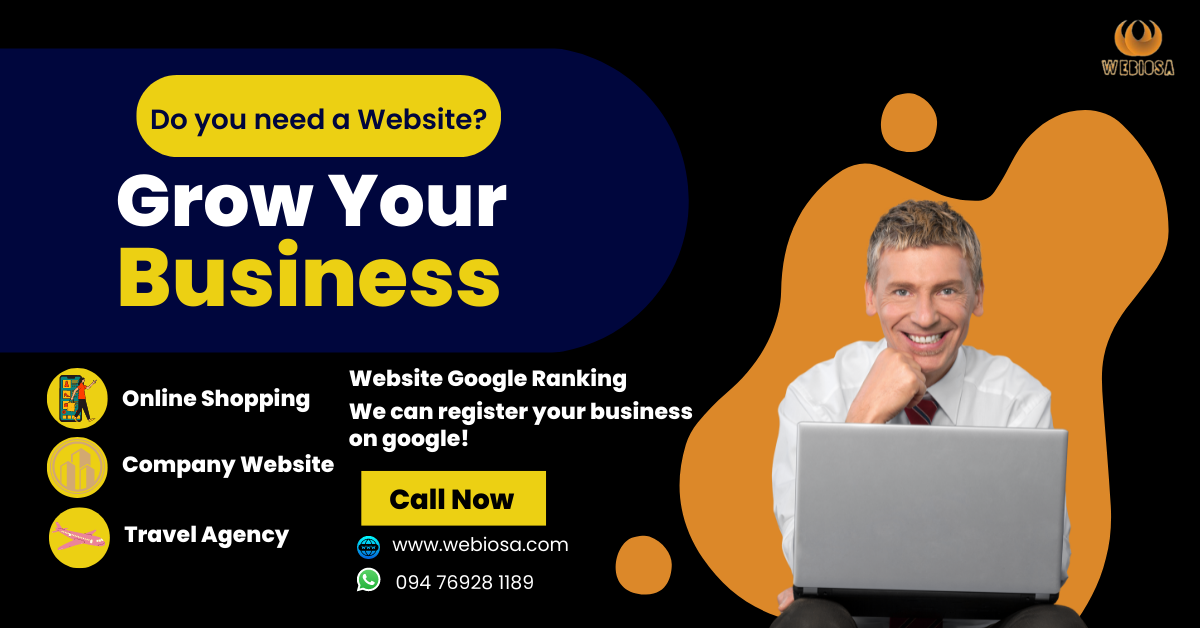 WEBIOSA
Do you need a Website?
Grow Your
Business
Online Shopping
Company Website
Travel Agency
Website Google Ranking
We can register your business
on google!
Call Now
www.webiosa.com
094 76928 1189